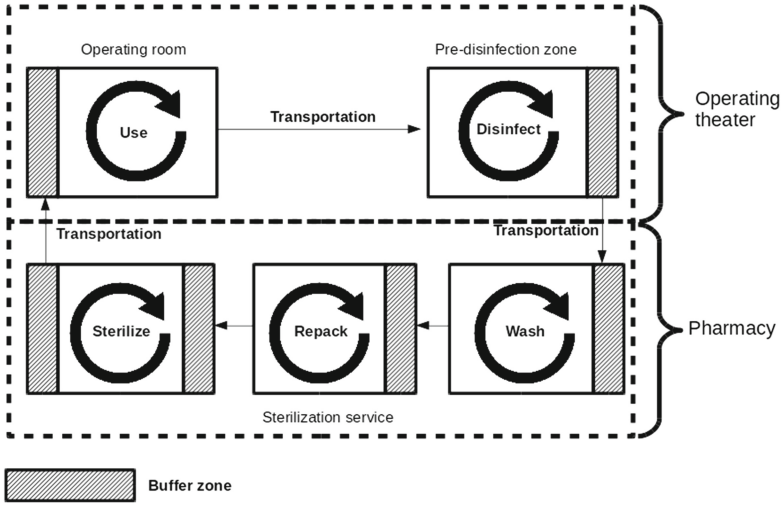 Operating room
Pre-disinfection zone
Use
Transportation
Disinfect
Operating
theater
Transportation
Transportation
Sterilize
Repack
Wash
Pharmacy
Sterilization service
Buffer zone